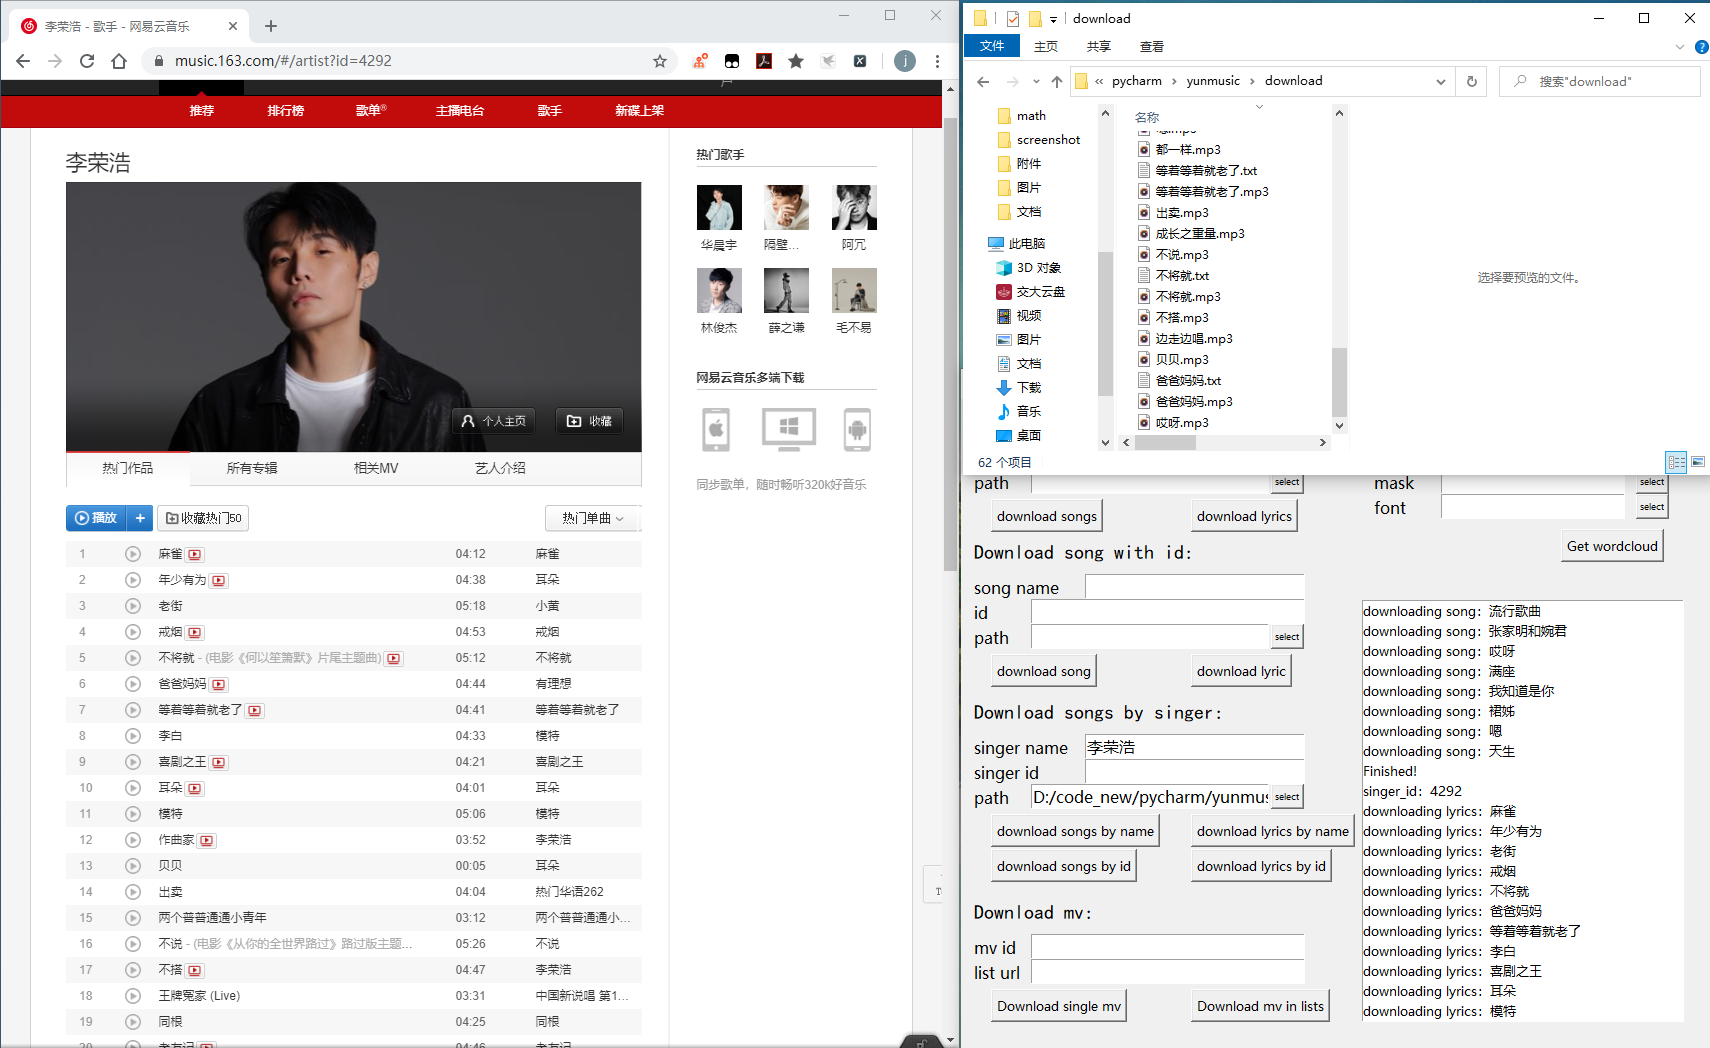 李荣浩 - 歌手 - 网易云音乐
music.163.com/#/artist?id=4292
j
推荐
排行榜
歌单®
主播电台
歌手
新碟上架
李荣浩
个人主页
收藏
热门作品
所有专辑
相关MV
艺人介绍
播放
收藏热门50
热门单曲
1 麻雀 04:12 麻雀
2 年少有为 04:38 耳朵
3 老街 05:18 小黄
4 戒烟 04:53 戒烟
5 不将就 - (电影《何以笙箫默》片尾主题曲) 05:12 不将就
6 爸爸妈妈 04:44 有理想
7 等着等着就老了 04:41 等着等着就老了
8 李白 04:33 模特
9 喜剧之王 04:21 喜剧之王
10 耳朵 04:01 耳朵
11 模特 05:06 模特
12 作曲家 03:52 李荣浩
13 贝贝 00:05 耳朵
14 出卖 04:04 热门华语262
15 两个普普通通小青年 03:12 两个普普通通小...
16 不说 - (电影《从你的全世界路过》路过版主题... 05:26 不说
17 不搭 04:47 李荣浩
18 王牌冤家 (Live) 03:31 中国新说唱 第1...
19 同根 04:25 同根
热门歌手
华晨宇
隔壁...
阿冗
林俊杰
薛之谦
毛不易
网易云音乐多端下载
同步歌单，随时畅听320k好音乐
download
文件
主页
共享
查看
« pycharm › yunmusic › download
搜索"download"
math
screenshot
附件
图片
文档
此电脑
3D 对象
交大云盘
视频
图片
文档
下载
音乐
桌面
名称
都一样.mp3
等着等着就老了.txt
等着等着就老了.mp3
出卖.mp3
成长之重量.mp3
不说.mp3
不将就.txt
不将就.mp3
不搭.mp3
边走边唱.mp3
贝贝.mp3
爸爸妈妈.txt
爸爸妈妈.mp3
哎呀.mp3
选择要预览的文件。
62 个项目
path
select
download songs
download lyrics
mask
select
font
select
Get wordcloud
Download song with id:
song name
id
path
select
download song
download lyric
Download songs by singer:
singer name 李荣浩
singer id
path D:/code_new/pycharm/yunmus
select
download songs by name
download lyrics by name
download songs by id
download lyrics by id
Download mv:
mv id
list url
Download single mv
Download mv in lists
downloading song: 流行歌曲
downloading song: 张家明和婉君
downloading song: 哎呀
downloading song: 满座
downloading song: 我知道是你
downloading song: 裙姊
downloading song: 嗯
downloading song: 天生
Finished!
singer_id: 4292
downloading lyrics: 麻雀
downloading lyrics: 年少有为
downloading lyrics: 老街
downloading lyrics: 戒烟
downloading lyrics: 不将就
downloading lyrics: 爸爸妈妈
downloading lyrics: 等着等着就老了
downloading lyrics: 李白
downloading lyrics: 喜剧之王
downloading lyrics: 耳朵
downloading lyrics: 模特